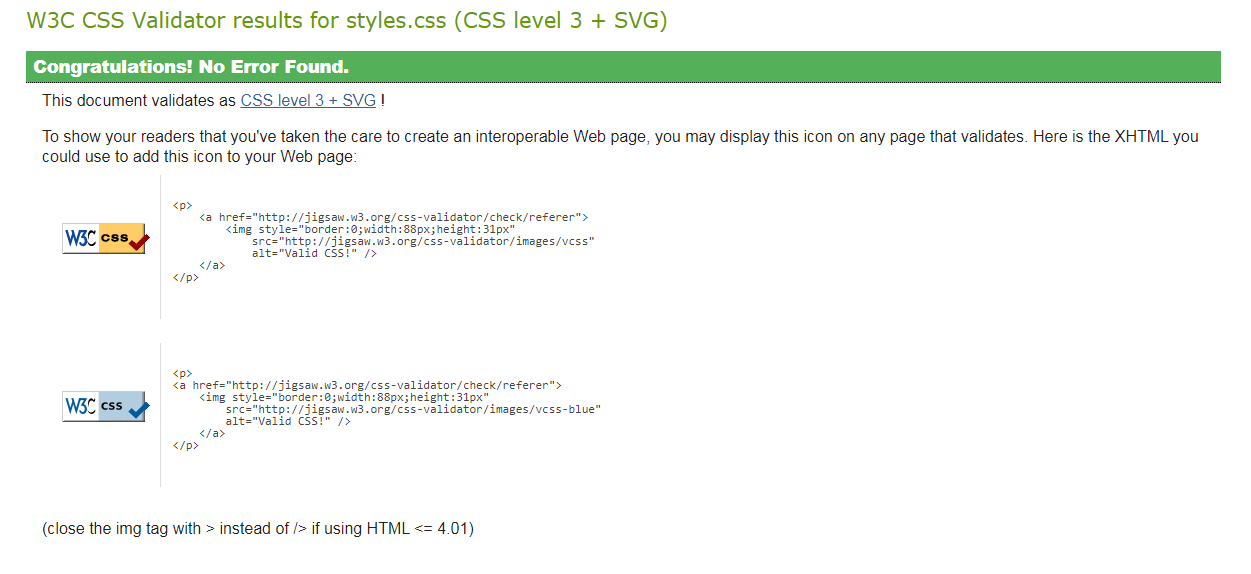 W3C CSS Validator results for styles.css (CSS level 3 + SVG)
Congratulations! No Error Found.
This document validates as CSS level 3 + SVG !
To show your readers that you've taken the care to create an interoperable Web page, you may display this icon on any page that validates. Here is the XHTML you
could use to add this icon to your Web page:
W3C css
<p>
    <a href="http://jigsaw.w3.org/css-validator/check/referer">
        <img style="border:0;width:88px;height:31px"
            src="http://jigsaw.w3.org/css-validator/images/vcss"
            alt="Valid CSS!" />
    </a>
</p>
W3C css
<p>
<a href="http://jigsaw.w3.org/css-validator/check/referer">
    <img style="border:0;width:88px;height:31px"
        src="http://jigsaw.w3.org/css-validator/images/vcss-blue"
        alt="Valid CSS!" />
    </a>
</p>
(close the img tag with > instead of /> if using HTML <= 4.01)